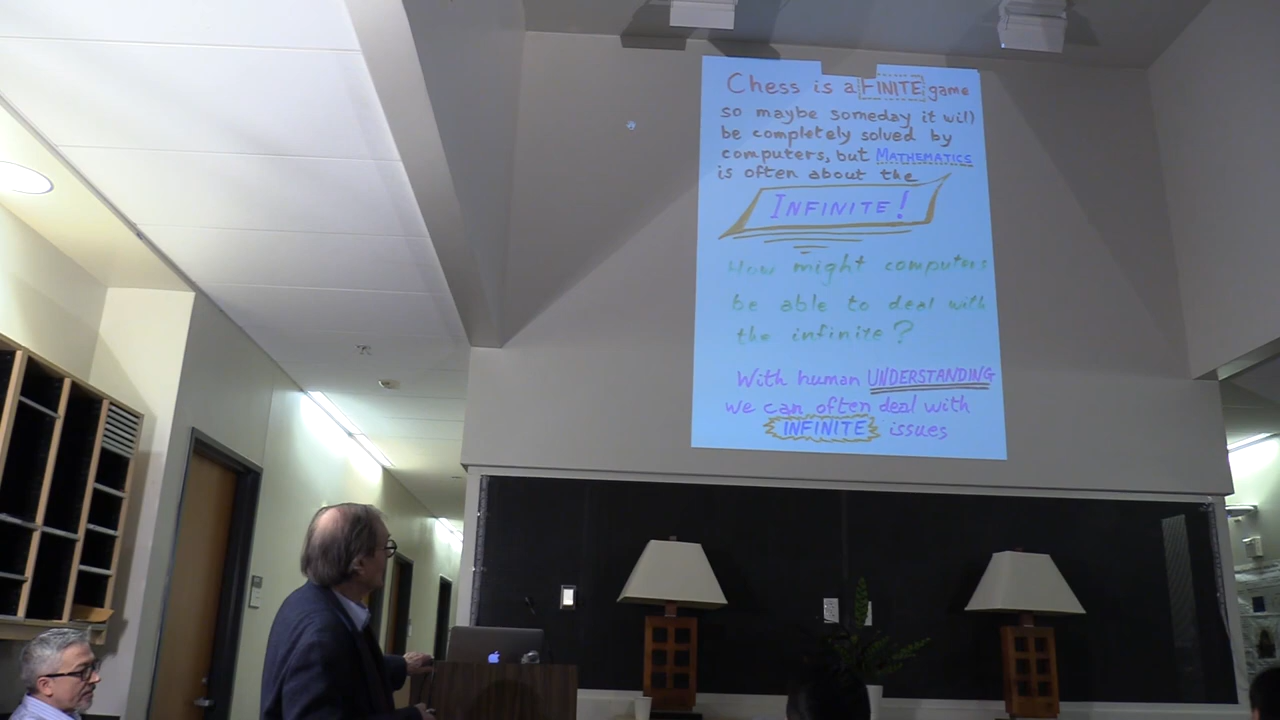 Chess is a FINITE game
so maybe someday it will
be completely solved by
computers, but MATHEMATICS
is often about the
INFINITE!
How might computers
be able to deal with
the infinite?
With human UNDERSTANDING
we can often deal with
INFINITE issues